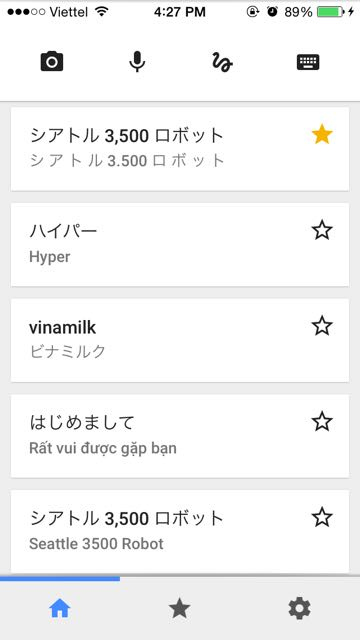 Viettel 4:27 PM 89%
シアトル 3,500 ロボット
シ ア ト ル 3.500 ロ ボ ッ ト
ハイパー
Hyper
vinamilk
ビナミルク
はじめまして
Rất vui được gặp bạn
シアトル 3,500 ロボット
Seattle 3500 Robot